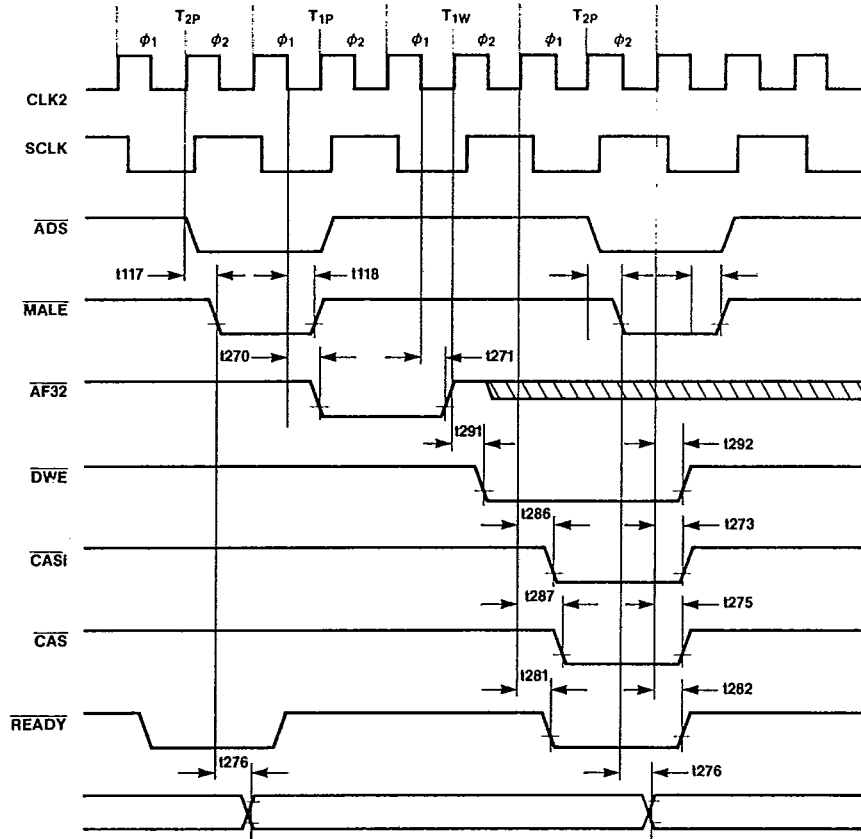 T2P T1P T1W T2P
ϕ1 ϕ2 ϕ1 ϕ2 ϕ1 ϕ2 ϕ1 ϕ2
CLK2
SCLK
ADS
t117 t118
MALE
t270 t271
AF32
t291 t292
DWE
t286 t273
CASI
t287 t275
CAS
t281 t282
READY
t276 t276